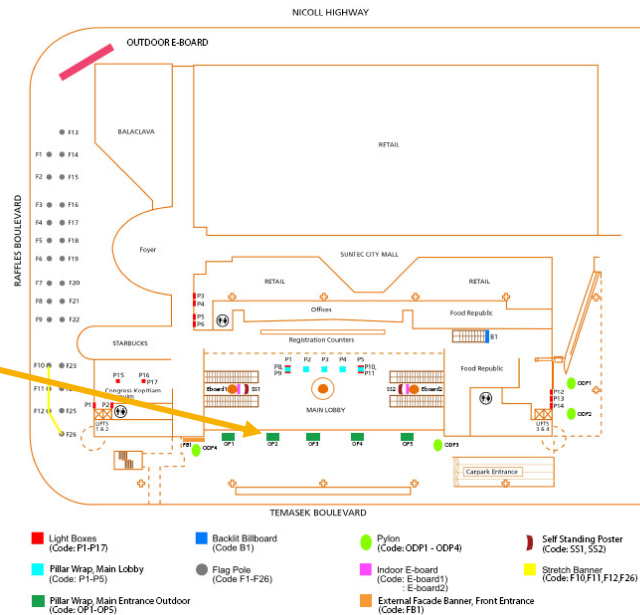 NICOLL HIGHWAY
OUTDOOR E-BOARD
F13
BALACLAVA
RETAIL
F1 F14
F2 F15
F3 F16
F4 F17
F5 F18
F6 F19
F7 F20
F8 F21
F9 F22
RAFFLES BOULEVARD
Foyer
SUNTEC CITY MALL
RETAIL
RETAIL
P3
P4
P5
P6
Offices
Food Republic
Registration Counters
B1
STARBUCKS
F10 F23
F11
F12 F25
F26
P15 P16
P17
Congress Kopitiam
P1 P2
LIFTS
1 & 2
P1 P2 P3 P4 P5
P8,
P9
P10,
P11
Eboard1 SS1
SS2 Eboard2
MAIN LOBBY
Food Republic
P12
P13
P14
LIFTS
3 & 4
ODP1
ODP2
FB1
ODP4
OP1 OP2 OP3 OP4 OP5
ODP3
Carpark Entrance
TEMASEK BOULEVARD
Light Boxes
(Code: P1-P17)
Backlit Billboard
(Code B1)
Pylon
(Code: ODP1 - ODP4)
Self Standing Poster
(Code: SS1, SS2)
Pillar Wrap, Main Lobby
(Code: P1-P5)
Flag Pole
(Code F1-F26)
Indoor E-board
(Code: E-board1)
: E-board2)
Stretch Banner
(Code: F10,F11,F12,F26)
Pillar Wrap, Main Entrance Outdoor
(Code: OP1-OP5)
External Facade Banner, Front Entrance
(Code: FB1)